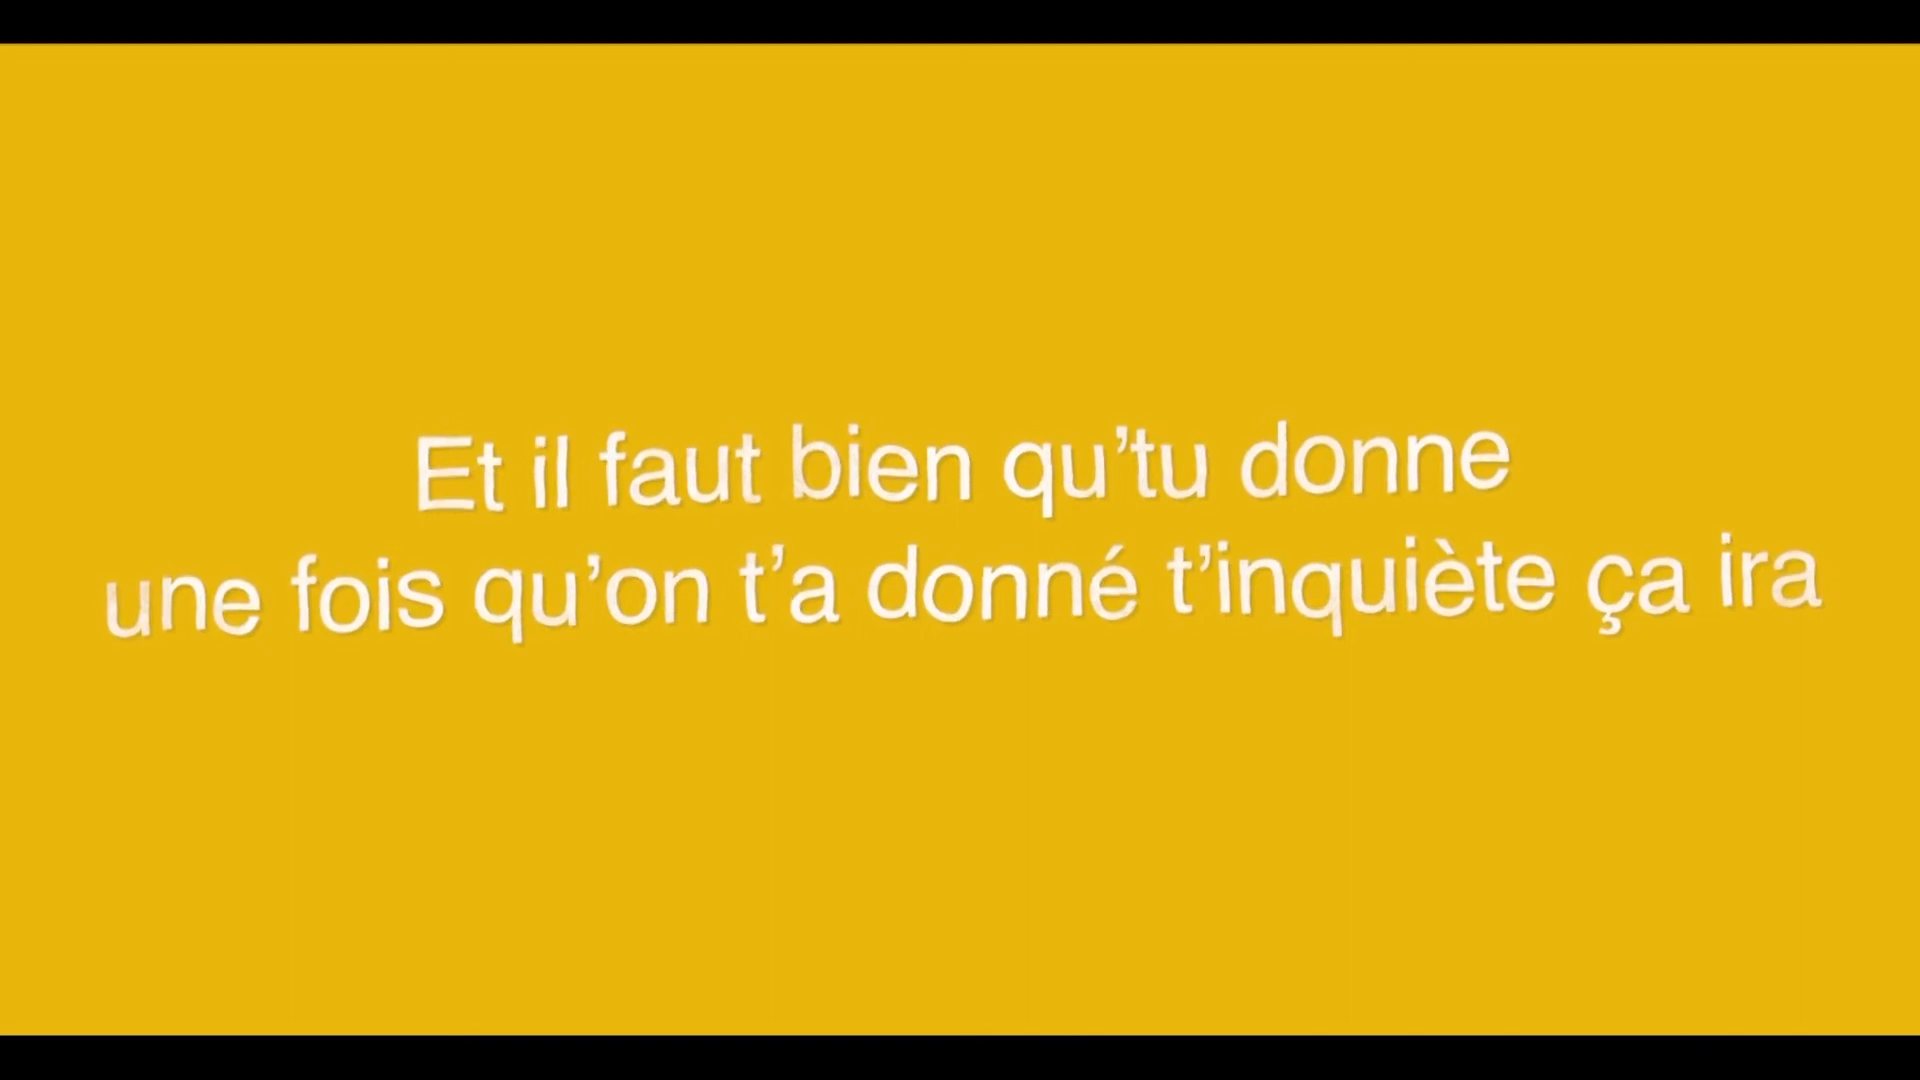 Et il faut bien qu’tu donne
une fois qu’on t’a donné t’inquiète ça ira